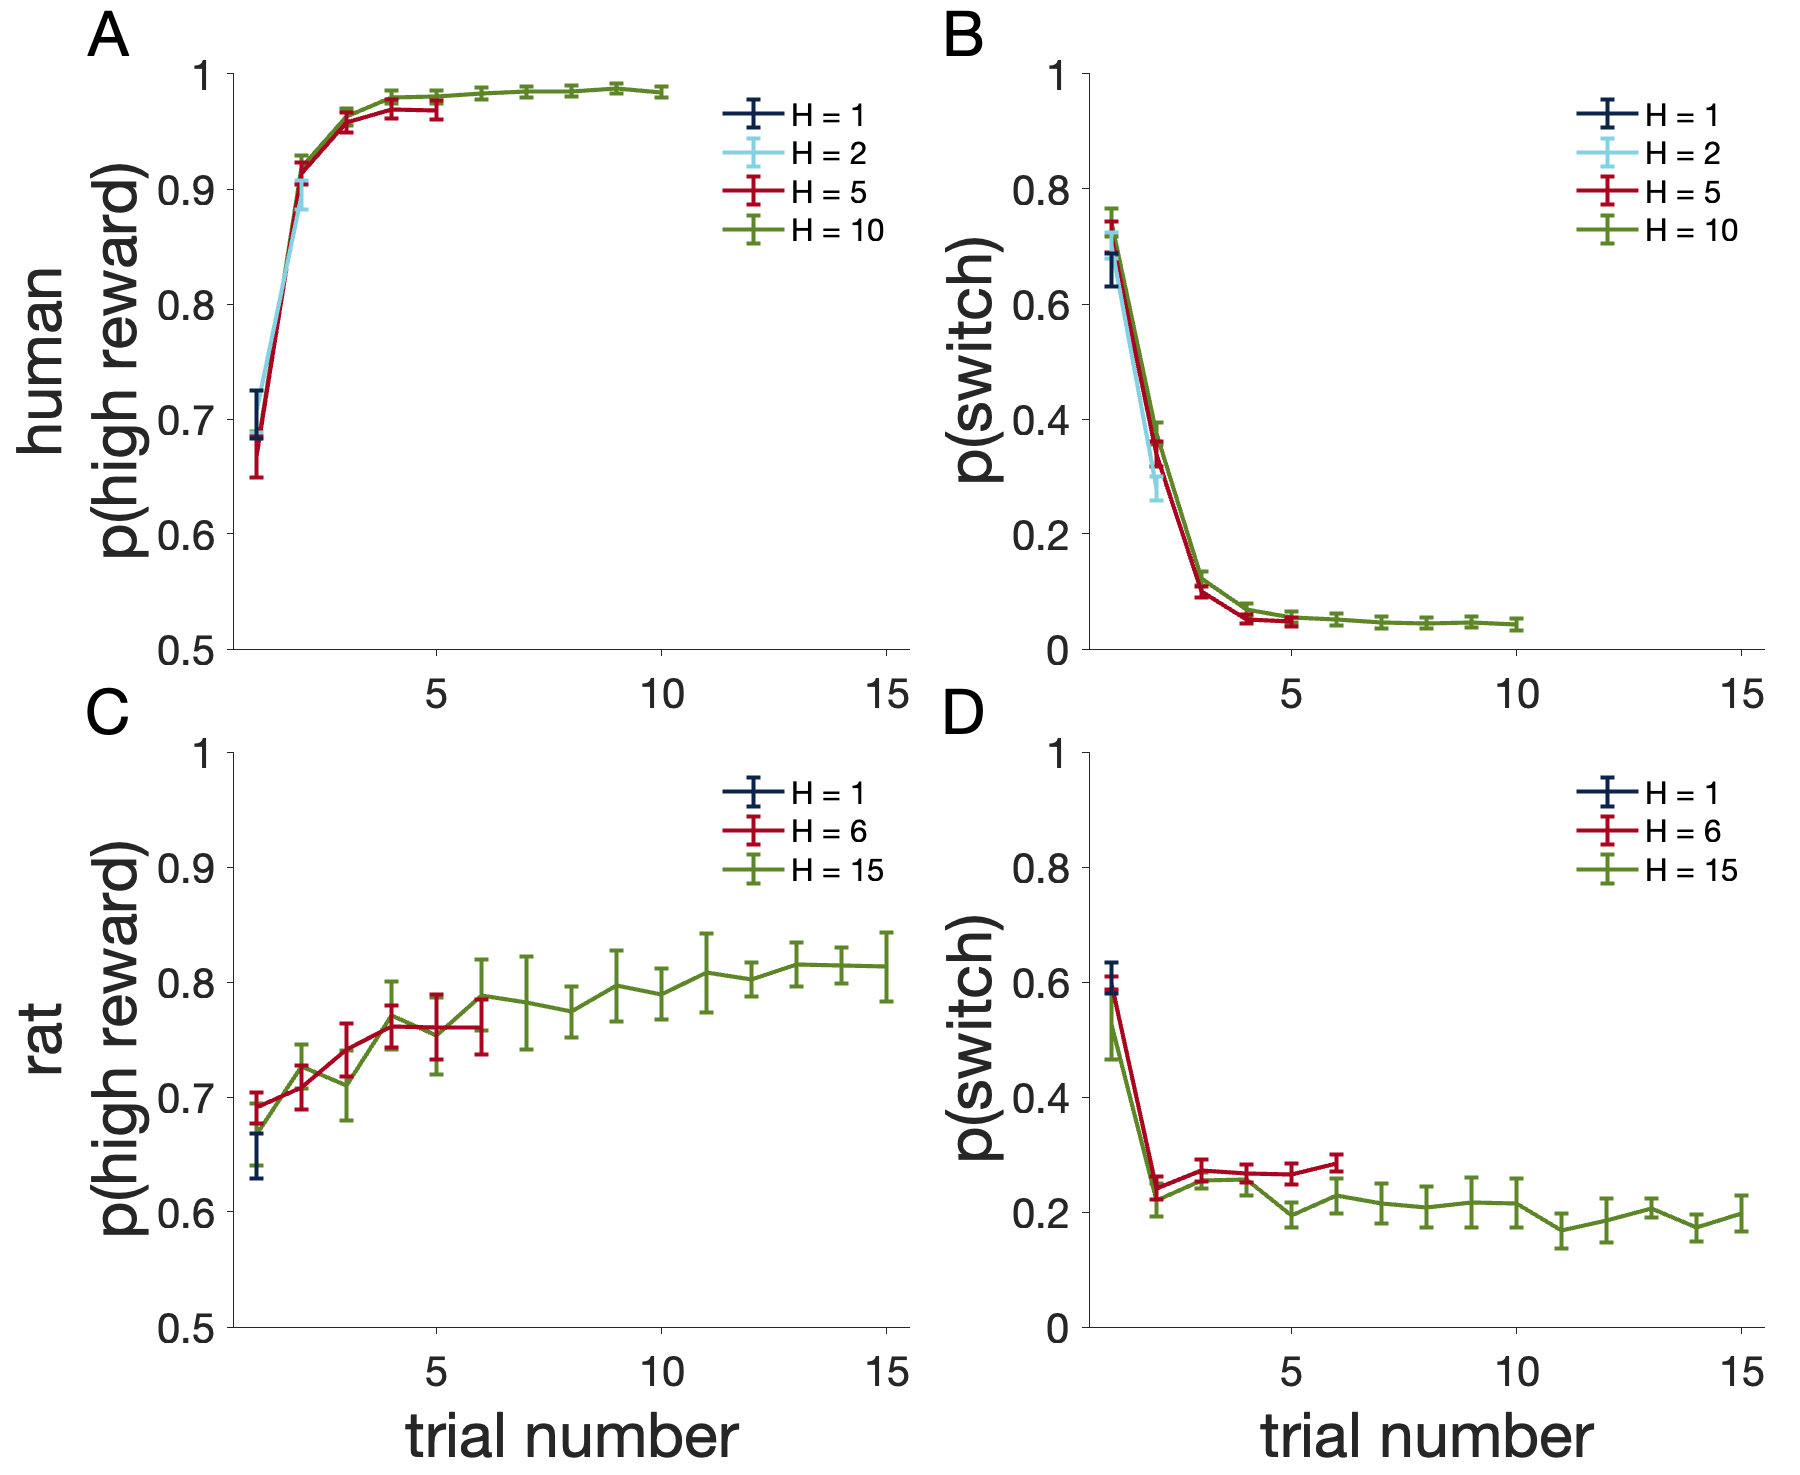 A
human
p(high reward)
1
0.9
0.8
0.7
0.6
0.5
5
10
15
H = 1
H = 2
H = 5
H = 10
B
p(switch)
1
0.8
0.6
0.4
0.2
0
5
10
15
H = 1
H = 2
H = 5
H = 10
C
rat
p(high reward)
1
0.9
0.8
0.7
0.6
0.5
5
10
15
trial number
H = 1
H = 6
H = 15
D
p(switch)
1
0.8
0.6
0.4
0.2
0
5
10
15
trial number
H = 1
H = 6
H = 15